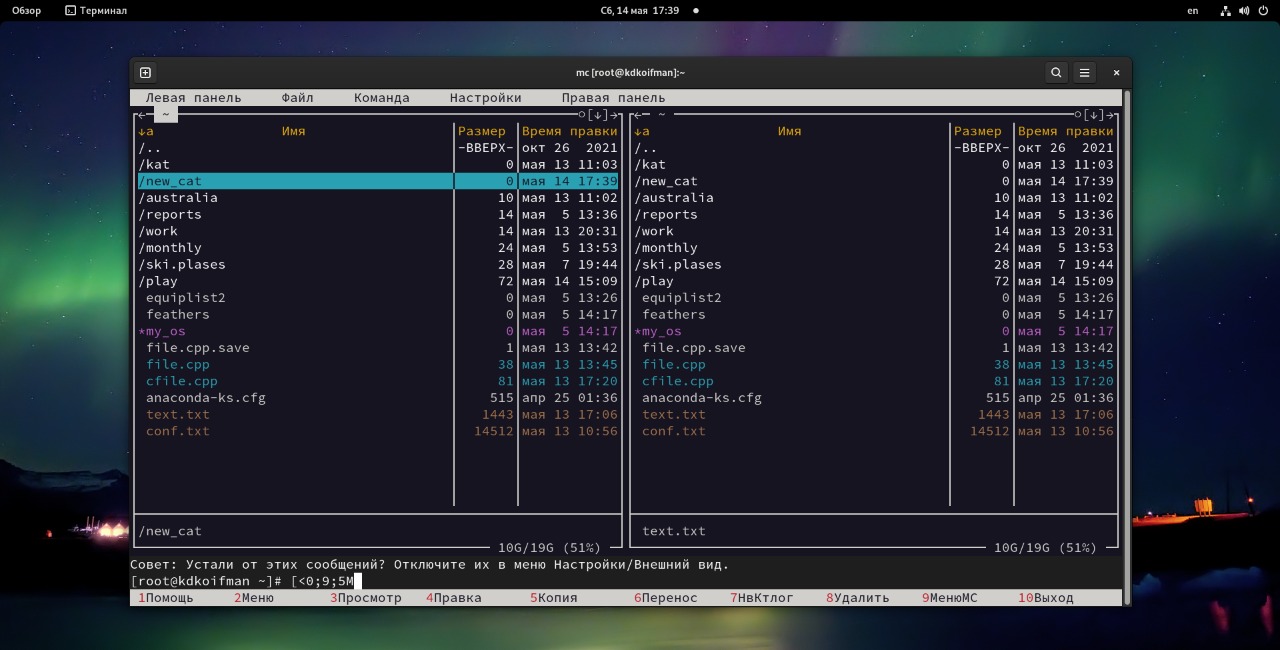 Обзор Терминал Сб, 14 мая 17:39 en
mc [root@kdkoifman]:~
Левая панель Файл Команда Настройки Правая панель
←─ ~ ───○[↓]→ ←─ ~ ───○[↓]→
↓а Имя Размер Время правки ↓а Имя Размер Время правки
/.. -ВВЕРХ- окт 26 2021 /.. -ВВЕРХ- окт 26 2021
/kat 0 мая 13 11:03 /kat 0 мая 13 11:03
/new_cat 0 мая 14 17:39 /new_cat 0 мая 14 17:39
/australia 10 мая 13 11:02 /australia 10 мая 13 11:02
/reports 14 мая 5 13:36 /reports 14 мая 5 13:36
/work 14 мая 13 20:31 /work 14 мая 13 20:31
/monthly 24 мая 5 13:53 /monthly 24 мая 5 13:53
/ski.plases 28 мая 7 19:44 /ski.plases 28 мая 7 19:44
/play 72 мая 14 15:09 /play 72 мая 14 15:09
equiplist2 0 мая 5 13:26 equiplist2 0 мая 5 13:26
feathers 0 мая 5 14:17 feathers 0 мая 5 14:17
*my_os 0 мая 5 14:17 *my_os 0 мая 5 14:17
file.cpp.save 1 мая 13 13:42 file.cpp.save 1 мая 13 13:42
file.cpp 38 мая 13 13:45 file.cpp 38 мая 13 13:45
cfile.cpp 81 мая 13 17:20 cfile.cpp 81 мая 13 17:20
anaconda-ks.cfg 515 апр 25 01:36 anaconda-ks.cfg 515 апр 25 01:36
text.txt 1443 мая 13 17:06 text.txt 1443 мая 13 17:06
conf.txt 14512 мая 13 10:56 conf.txt 14512 мая 13 10:56
/new_cat text.txt
10G/19G (51%) 10G/19G (51%)
Совет: Устали от этих сообщений? Отключите их в меню Настройки/Внешний вид.
[root@kdkoifman ~]# [<0;9;5M
1Помощь 2Меню 3Просмотр 4Правка 5Копия 6Перенос 7НвКтлог 8Удалить 9МенюМС 10Выход